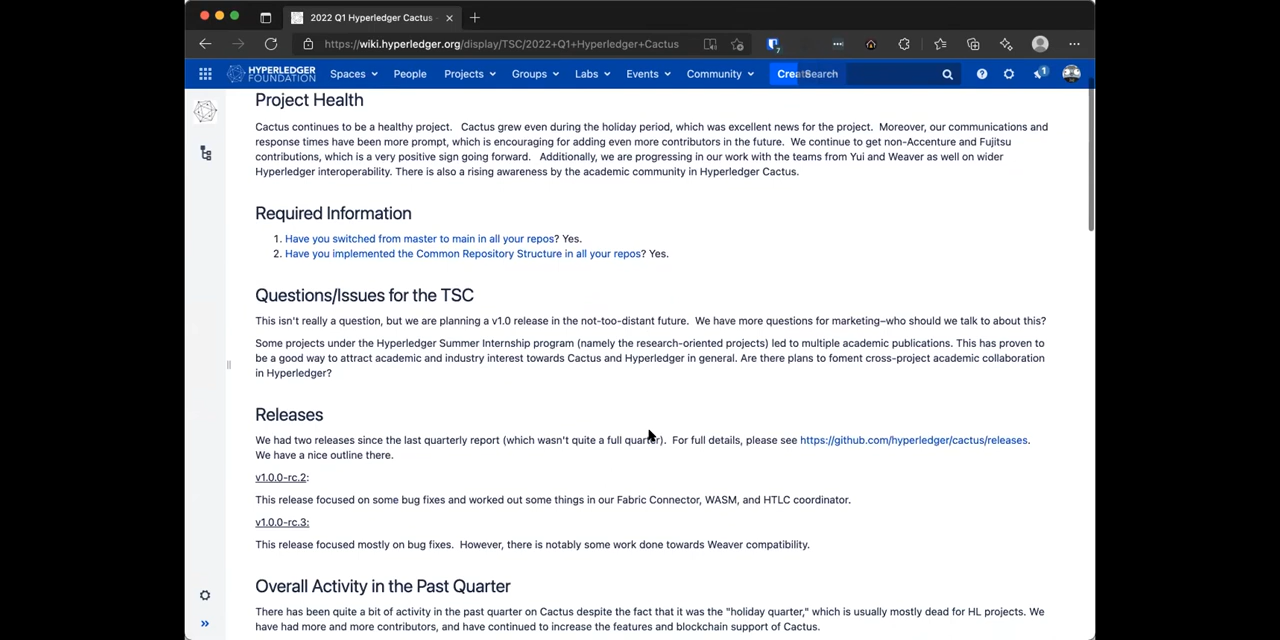 2022 Q1 Hyperledger Cactus
https://wiki.hyperledger.org/display/TSC/2022+Q1+Hyperledger+Cactus
7
HYPERLEDGER FOUNDATION Spaces People Projects Groups Labs Events Community Search 1
Project Health
Cactus continues to be a healthy project. Cactus grew even during the holiday period, which was excellent news for the project. Moreover, our communications and
response times have been more prompt, which is encouraging for adding even more contributors in the future. We continue to get non-Accenture and Fujitsu
contributions, which is a very positive sign going forward. Additionally, we are progressing in our work with the teams from Yui and Weaver as well on wider
Hyperledger interoperability. There is also a rising awareness by the academic community in Hyperledger Cactus.
Required Information
1. Have you switched from master to main in all your repos? Yes.
2. Have you implemented the Common Repository Structure in all your repos? Yes.
Questions/Issues for the TSC
This isn't really a question, but we are planning a v1.0 release in the not-too-distant future. We have more questions for marketing–who should we talk to about this?
Some projects under the Hyperledger Summer Internship program (namely the research-oriented projects) led to multiple academic publications. This has proven to
be a good way to attract academic and industry interest towards Cactus and Hyperledger in general. Are there plans to foment cross-project academic collaboration
in Hyperledger?
Releases
We had two releases since the last quarterly report (which wasn't quite a full quarter). For full details, please see https://github.com/hyperledger/cactus/releases.
We have a nice outline there.
v1.0.0-rc.2:
This release focused on some bug fixes and worked out some things in our Fabric Connector, WASM, and HTLC coordinator.
v1.0.0-rc.3:
This release focused mostly on bug fixes. However, there is notably some work done towards Weaver compatibility.
Overall Activity in the Past Quarter
There has been quite a bit of activity in the past quarter on Cactus despite the fact that it was the "holiday quarter," which is usually mostly dead for HL projects. We
have had more and more contributors, and have continued to increase the features and blockchain support of Cactus.